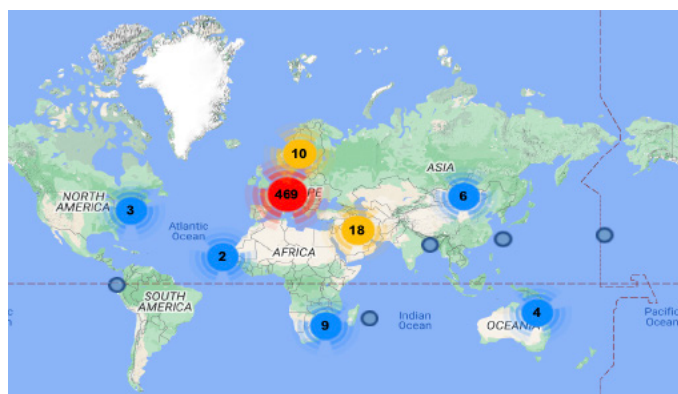 10
ASIA
469
PE
6
NORTH
AMERICA
3
Atlantic
Ocean
18
2
AFRICA
SOUTH
AMERICA
Indian
Ocean
9
4
OCEANIA
Pacific
Ocean